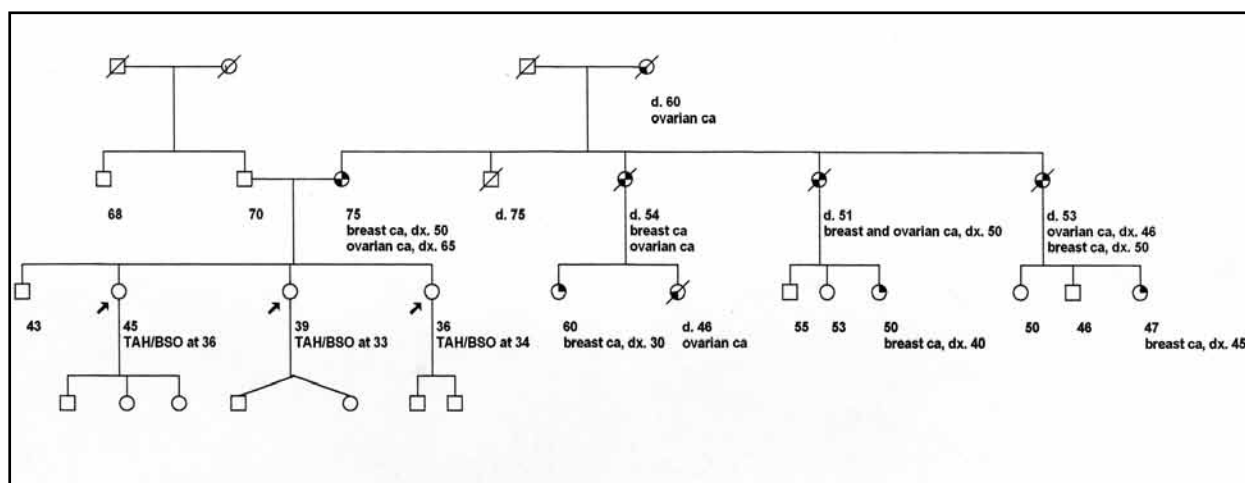 d. 60
ovarian ca
68
70
75
breast ca, dx. 50
ovarian ca, dx. 65
d. 75
d. 54
breast ca
ovarian ca
d. 51
breast and ovarian ca, dx. 50
d. 53
ovarian ca, dx. 46
breast ca, dx. 50
43
45
TAH/BSO at 36
39
TAH/BSO at 33
36
TAH/BSO at 34
60
breast ca, dx. 30
d. 46
ovarian ca
55
53
50
breast ca, dx. 40
50
46
47
breast ca, dx. 45